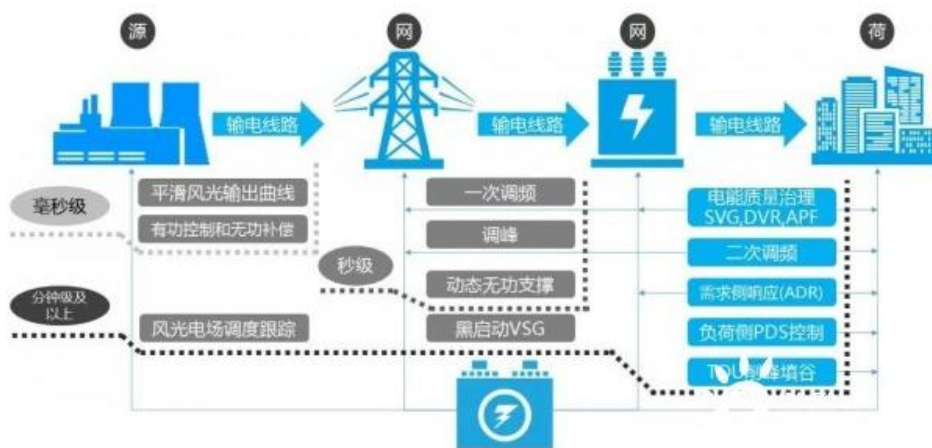 源
网
网
荷
输电线路
输电线路
输电线路
毫秒级
平滑风光输出曲线
有功控制和无功补偿
一次调频
调峰
电能质量治理
SVG,DVR,APF
二次调频
秒级
动态无功支撑
需求侧响应(ADR)
分钟级及
以上
风光电场调度跟踪
黑启动VSG
负荷侧PDS控制
TOU削峰填谷